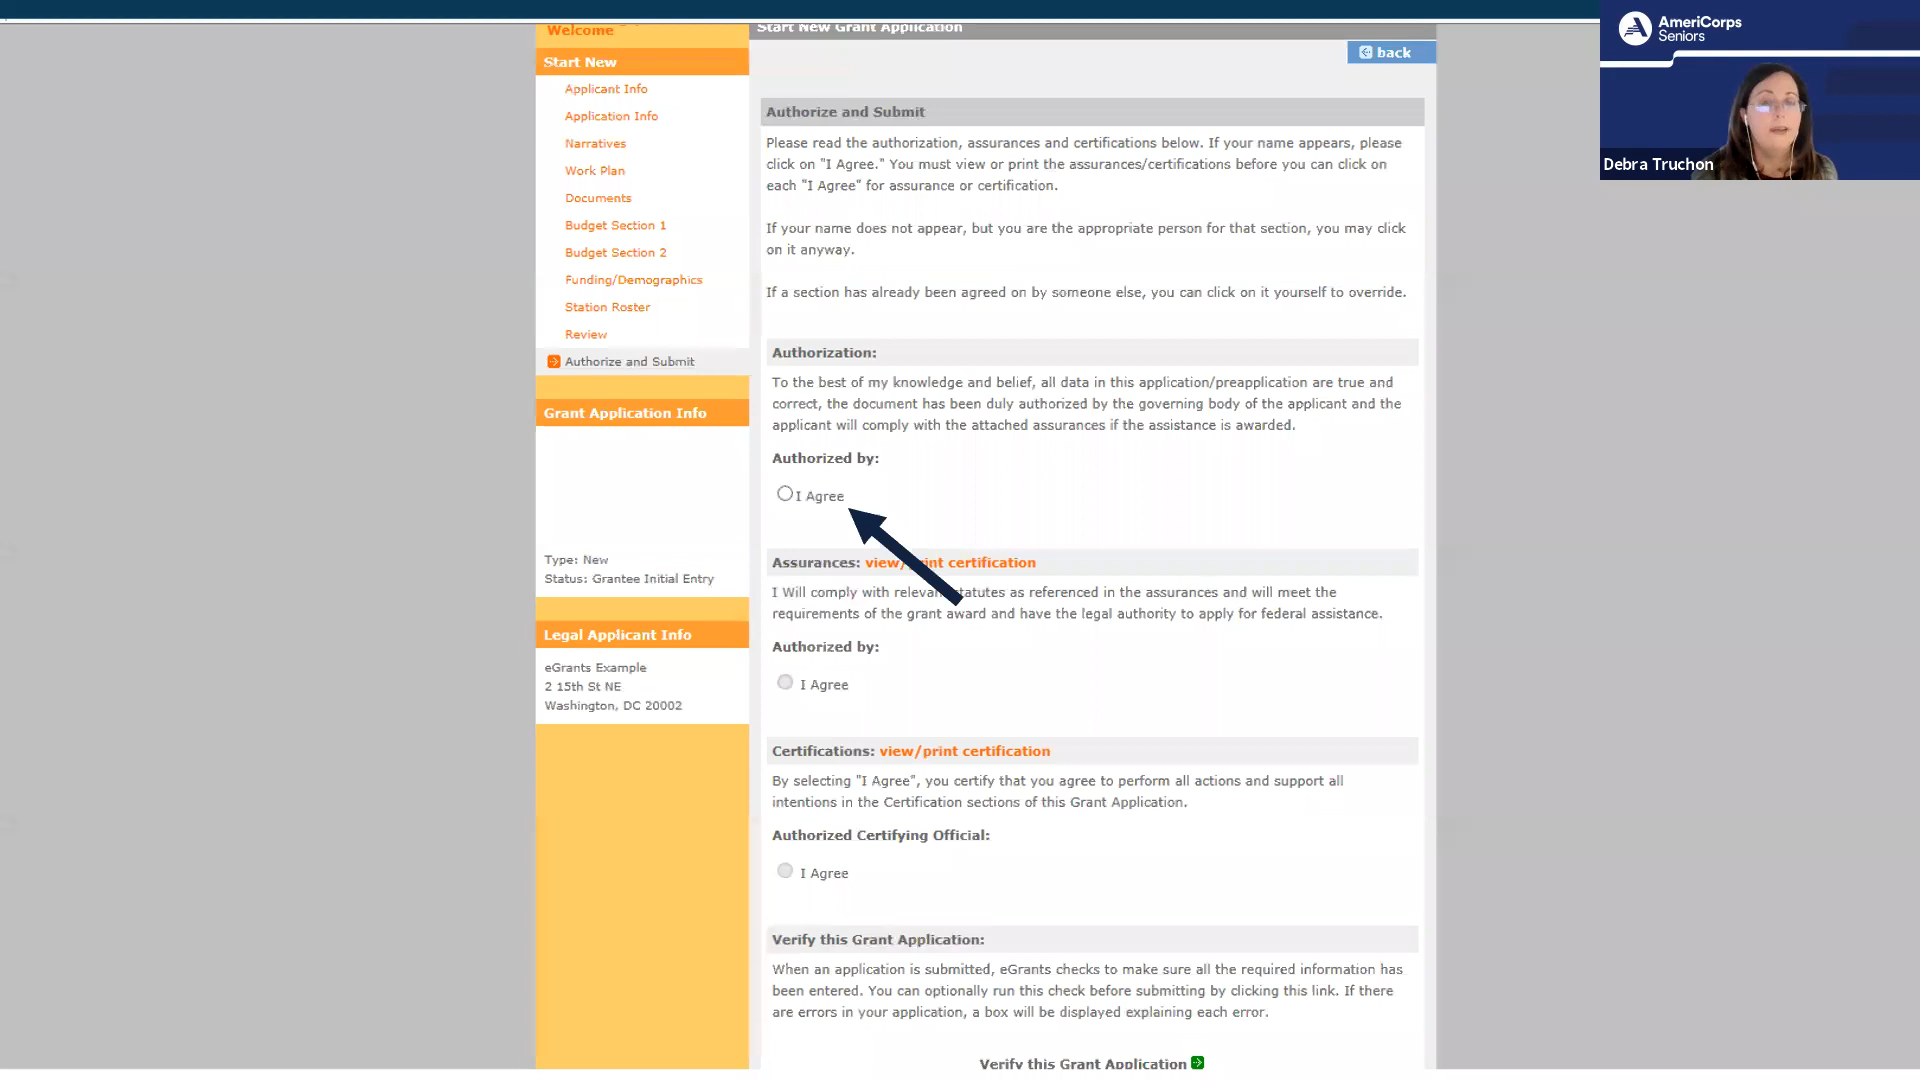 Welcome
Start New
Applicant Info
Application Info
Narratives
Work Plan
Documents
Budget Section 1
Budget Section 2
Funding/Demographics
Station Roster
Review
Authorize and Submit
Grant Application Info
Type: New
Status: Grantee Initial Entry
Legal Applicant Info
eGrants Example
2 15th St NE
Washington, DC 20002
Start New Grant Application
back
Authorize and Submit
Please read the authorization, assurances and certifications below. If your name appears, please
click on "I Agree." You must view or print the assurances/certifications before you can click on
each "I Agree" for assurance or certification.
If your name does not appear, but you are the appropriate person for that section, you may click
on it anyway.
If a section has already been agreed on by someone else, you can click on it yourself to override.
Authorization:
To the best of my knowledge and belief, all data in this application/preapplication are true and
correct, the document has been duly authorized by the governing body of the applicant and the
applicant will comply with the attached assurances if the assistance is awarded.
Authorized by:
I Agree
Assurances: view/print certification
I Will comply with relevant statutes as referenced in the assurances and will meet the
requirements of the grant award and have the legal authority to apply for federal assistance.
Authorized by:
I Agree
Certifications: view/print certification
By selecting "I Agree", you certify that you agree to perform all actions and support all
intentions in the Certification sections of this Grant Application.
Authorized Certifying Official:
I Agree
Verify this Grant Application:
When an application is submitted, eGrants checks to make sure all the required information has
been entered. You can optionally run this check before submitting by clicking this link. If there
are errors in your application, a box will be displayed explaining each error.
Verify this Grant Application
AmeriCorps
Seniors
Debra Truchon